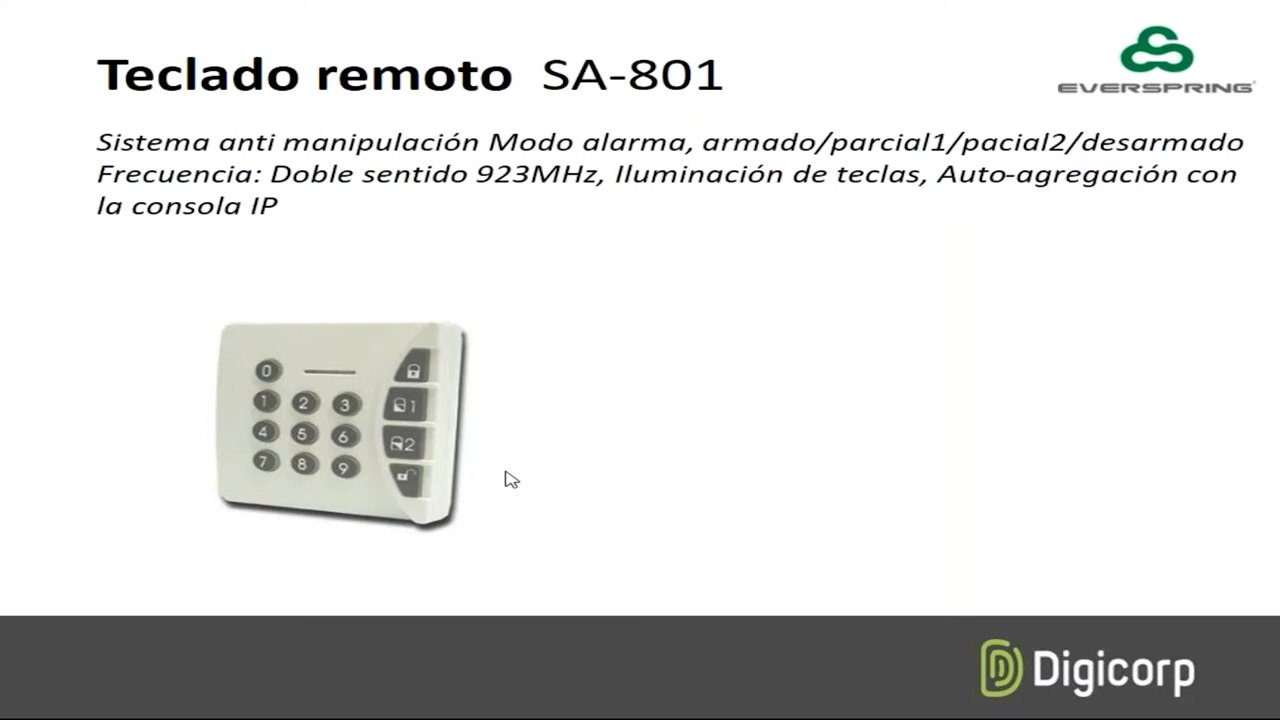 Teclado remoto SA-801
EVERSPRING
Sistema anti manipulación Modo alarma, armado/parcial1/pacial2/desarmado
Frecuencia: Doble sentido 923MHz, Iluminación de teclas, Auto-agregación con
la consola IP
0
1 2 3 1
4 5 6 2
7 8 9
Digicorp